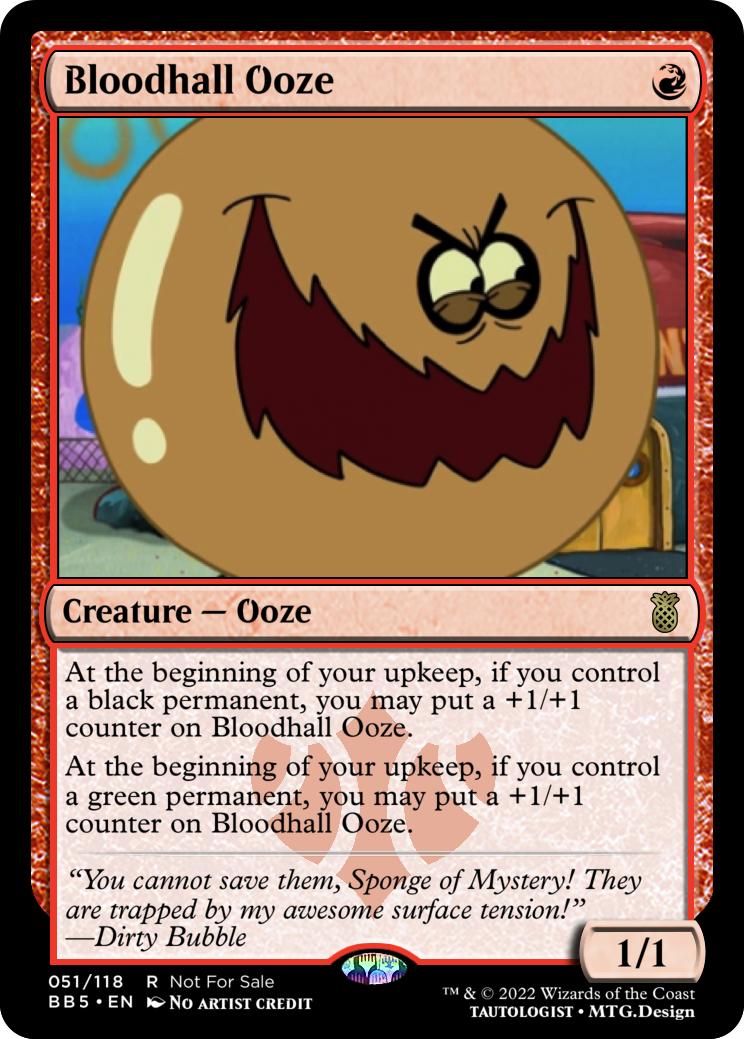 Bloodhall Ooze
Creature — Ooze
At the beginning of your upkeep, if you control
a black permanent, you may put a +1/+1
counter on Bloodhall Ooze.
At the beginning of your upkeep, if you control
a green permanent, you may put a +1/+1
counter on Bloodhall Ooze.
“You cannot save them, Sponge of Mystery! They
are trapped by my awesome surface tension!”
—Dirty Bubble
1/1
051/118 R Not For Sale
BB5 • EN No artist credit
™ & © 2022 Wizards of the Coast
TAUTOLOGIST • MTG.Design